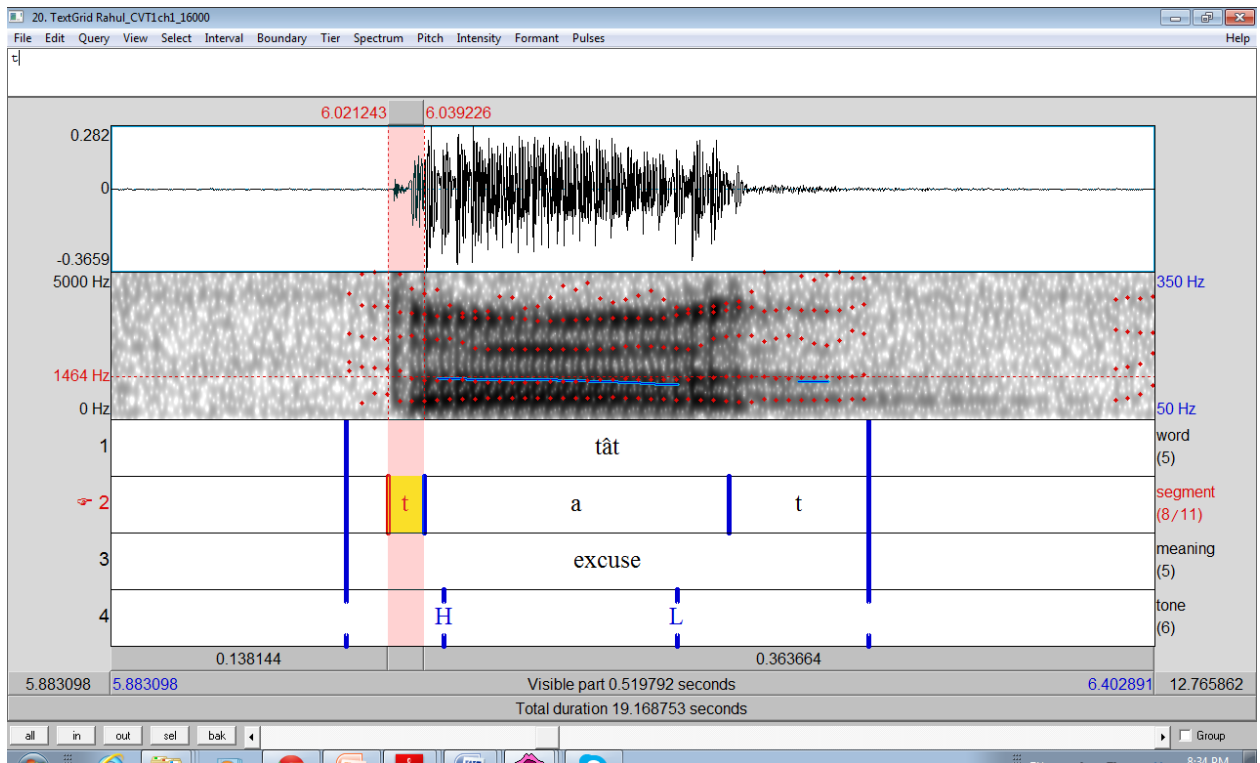 20. TextGrid Rahul_CVT1ch1_16000
File Edit Query View Select Interval Boundary Tier Spectrum Pitch Intensity Formant Pulses Help
t
6.021243 6.039226
0.282
0
-0.3659
5000 Hz 350 Hz
1464 Hz
0 Hz 50 Hz
1 tât word
(5)
2 t a t segment
(8/11)
3 excuse meaning
(5)
4 H L tone
(6)
0.138144 0.363664
5.883098 5.883098 Visible part 0.519792 seconds 6.402891 12.765862
Total duration 19.168753 seconds
all in out sel bak Group
8:34 PM